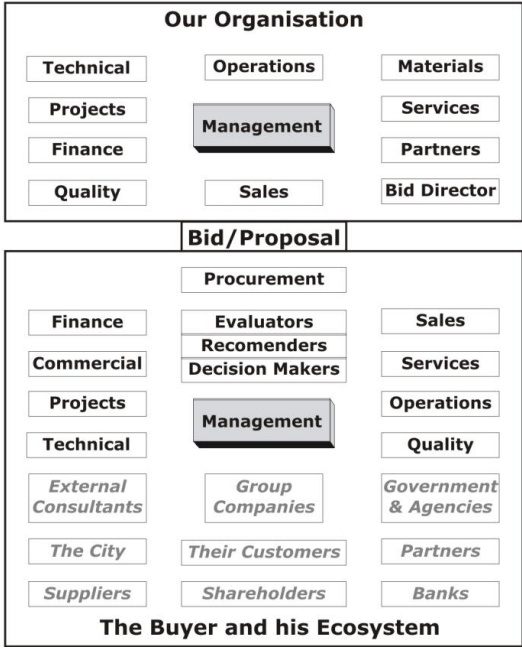 Our Organisation
Technical
Operations
Materials
Projects
Management
Services
Finance
Partners
Quality
Sales
Bid Director
Bid/Proposal
Procurement
Finance
Evaluators
Sales
Recomenders
Commercial
Decision Makers
Services
Projects
Management
Operations
Technical
Quality
External
Consultants
Group
Companies
Government
& Agencies
The City
Their Customers
Partners
Suppliers
Shareholders
Banks
The Buyer and his Ecosystem